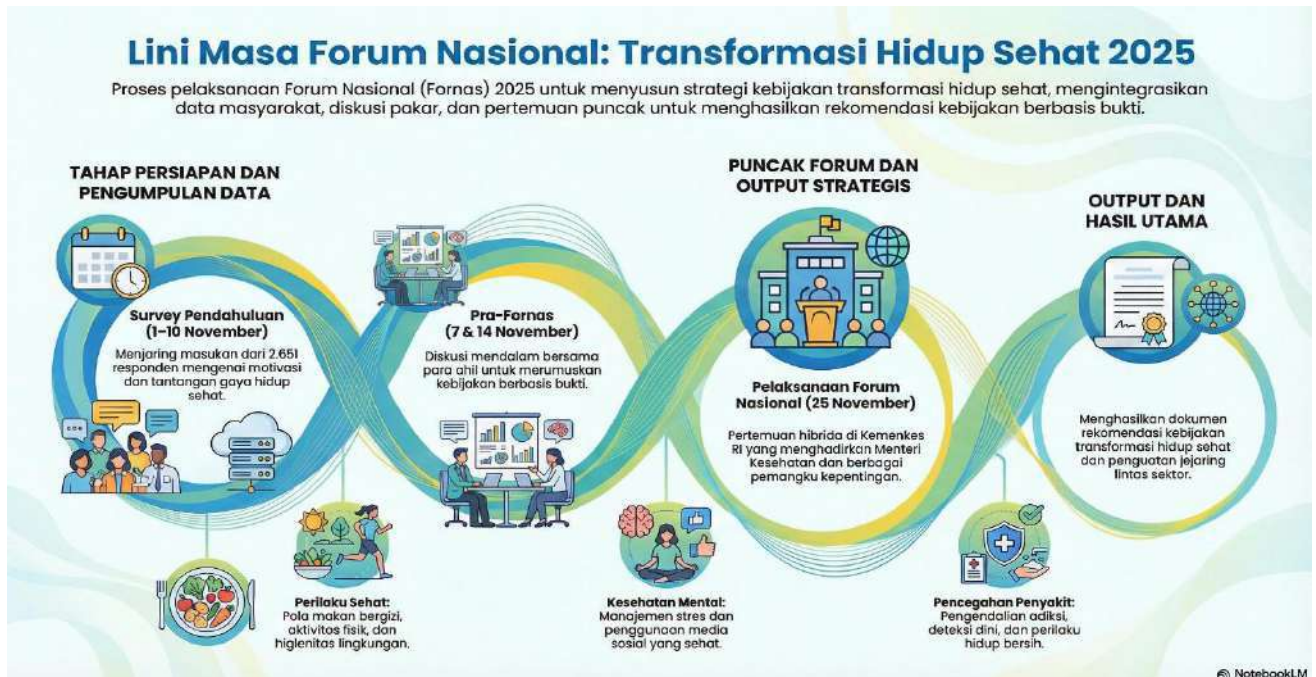 Lini Masa Forum Nasional: Transformasi Hidup Sehat 2025
Proses pelaksanaan Forum Nasional (Fornas) 2025 untuk menyusun strategi kebijakan transformasi hidup sehat, mengintegrasikan
data masyarakat, diskusi pakar, dan pertemuan puncak untuk menghasilkan rekomendasi kebijakan berbasis bukti.
TAHAP PERSIAPAN DAN
PENGUMPULAN DATA
Survey Pendahuluan
(1-10 November)
Menjaring masukan dari 2.651
responden mengenai motivasi
dan tantangan gaya hidup
sehat.
Pra-Fornas
(7 & 14 November)
Diskusi mendalam bersama
para ahil untuk merumuskan
kebijakan berbasis bukti.
PUNCAK FORUM DAN
OUTPUT STRATEGIS
Pelaksanaan Forum
Nasional (25 November)
Pertemuan hibrida di Kemenkes
RI yang menghadirkan Menteri
Kesehatan dan berbagai
pemangku kepentingan.
OUTPUT DAN
HASIL UTAMA
Menghasilkan dokumen
rekomendasi kebijakan
transformasi hidup sehat
dan penguatan jejaring
lintas sektor.
Perilaku Sehat:
Pola makan bergizi,
aktivitos fisik, dan
higlenitas lingkungan.
Kesehatan Mental:
Manajemen stres dan
penggunaan media
sosial yang sehat.
Pencegahan Penyakit:
Pengendalian adiksi,
deteksi dini, dan perilaku
hidup bersih.
NotebookLM